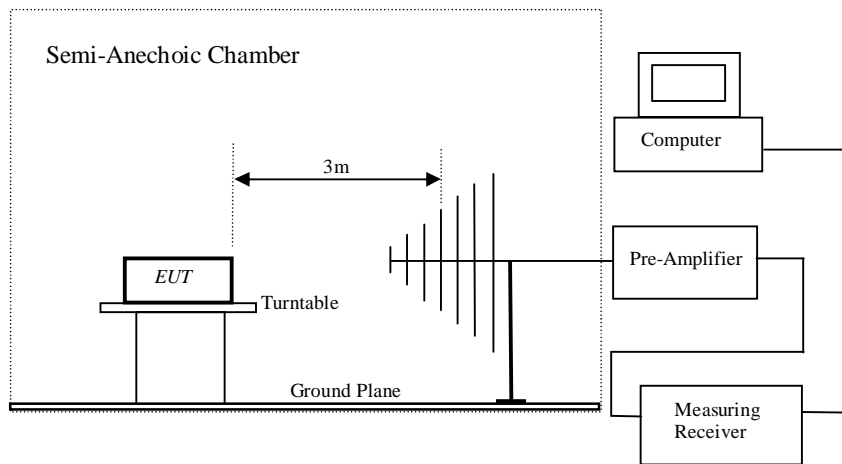 Semi-Anechoic Chamber
Computer
3m
Pre-Amplifier
EUT
Turntable
Ground Plane
Measuring
Receiver